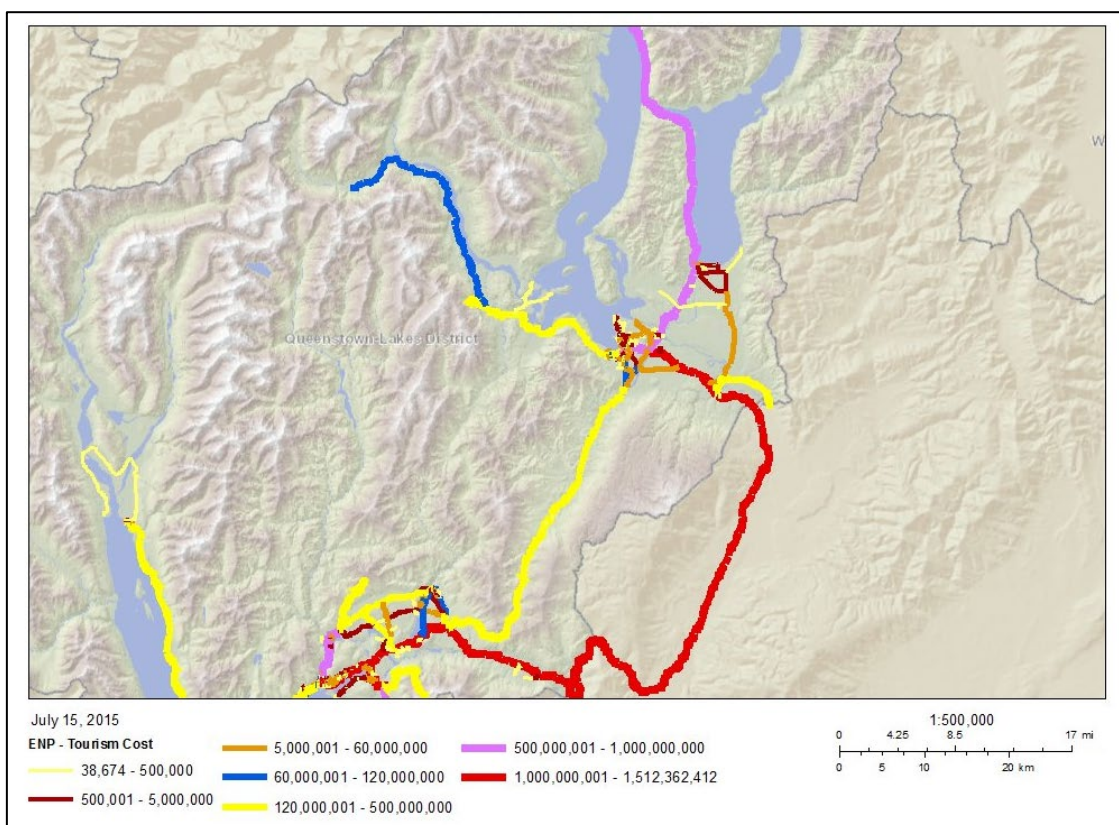 W
Queenstown-Lakes District
July 15, 2015
1:500,000
ENP - Tourism Cost
38,674 - 500,000
500,001 - 5,000,000
5,000,001 - 60,000,000
60,000,001 - 120,000,000
120,000,001 - 500,000,000
500,000,001 - 1,000,000,000
1,000,000,001 - 1,512,362,412
0 4.25 8.5 17 mi
0 5 10 20 km